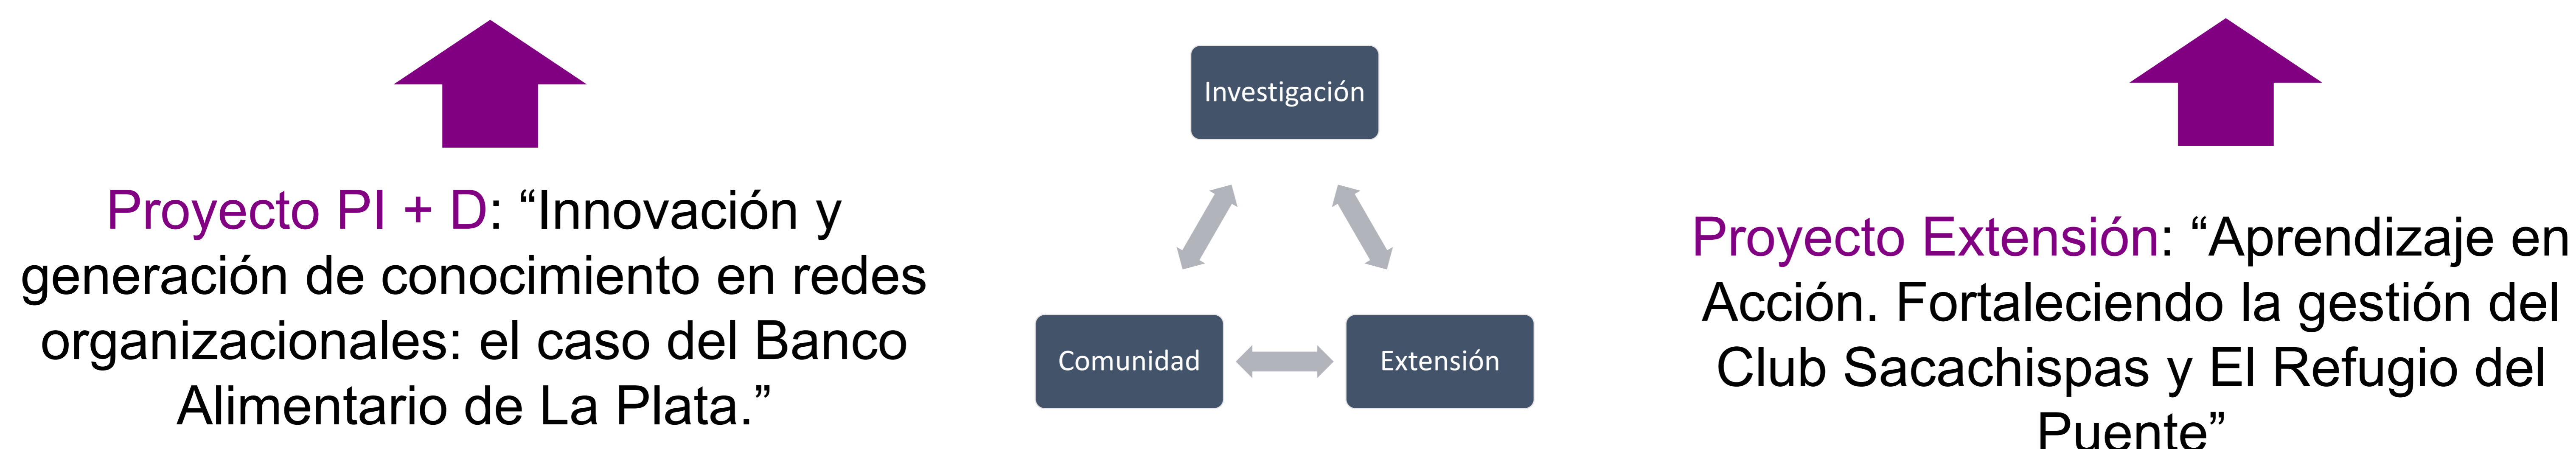 Proyecto PI + D: “Innovación y
generación de conocimiento en redes
organizacionales: el caso del Banco
Alimentario de La Plata.”
Investigación
Comunidad
Extensión
Proyecto Extensión: “Aprendizaje en
Acción. Fortaleciendo la gestión del
Club Sacachispas y El Refugio del
Puente”